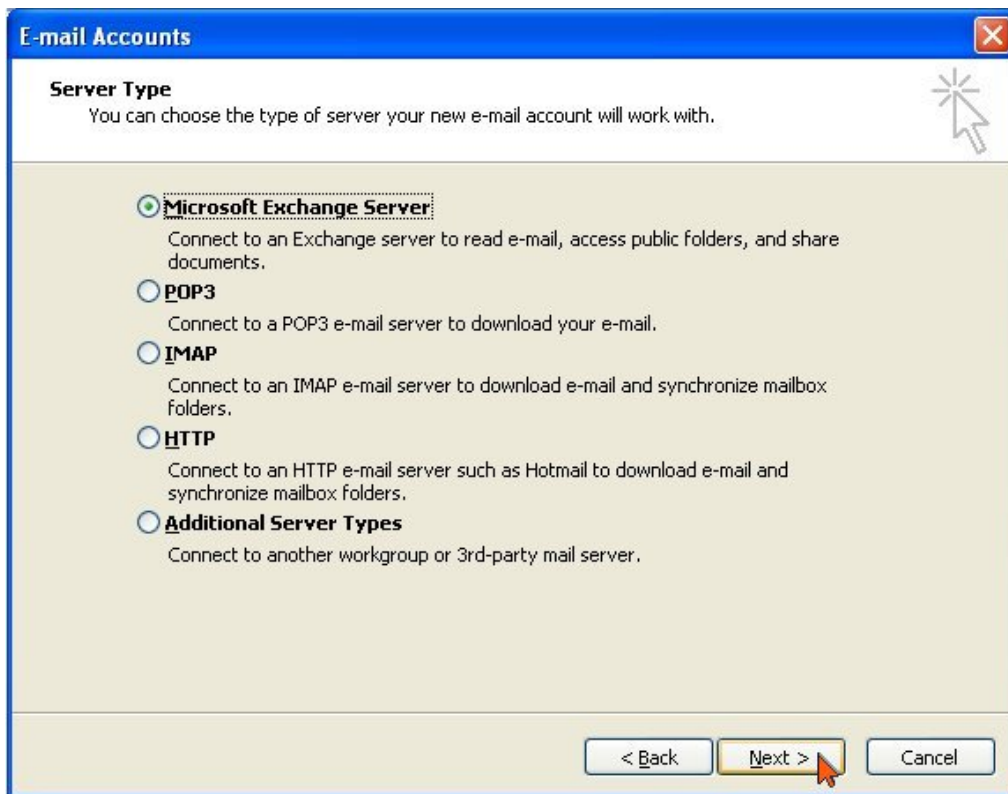 E-mail Accounts
Server Type
You can choose the type of server your new e-mail account will work with.
Microsoft Exchange Server
Connect to an Exchange server to read e-mail, access public folders, and share
documents.
POP3
Connect to a POP3 e-mail server to download your e-mail.
IMAP
Connect to an IMAP e-mail server to download e-mail and synchronize mailbox
folders.
HTTP
Connect to an HTTP e-mail server such as Hotmail to download e-mail and
synchronize mailbox folders.
Additional Server Types
Connect to another workgroup or 3rd-party mail server.
< Back Next > Cancel